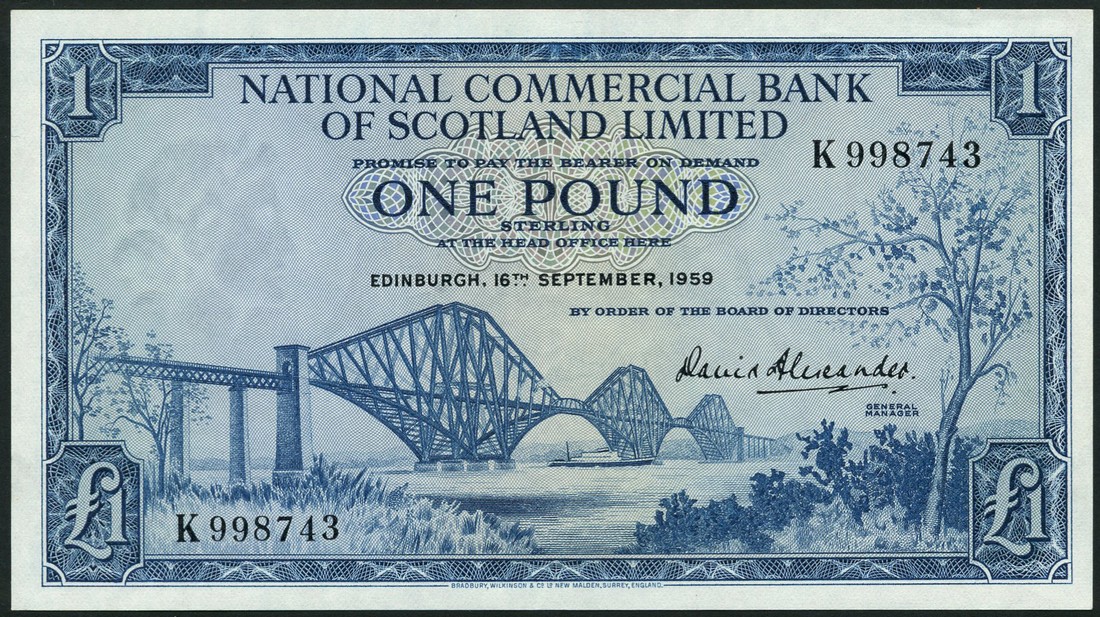 1
1
NATIONAL COMMERCIAL BANK
OF SCOTLAND LIMITED
K 998743
PROMISE TO PAY THE BEARER ON DEMAND
ONE POUND
STERLING
AT THE HEAD OFFICE HERE
EDINBURGH, 16TH SEPTEMBER, 1959
BY ORDER OF THE BOARD OF DIRECTORS
David Alexander.
GENERAL
MANAGER
£1
£1
K 998743
BRADBURY, WILKINSON & Co Ld NEW MALDEN, SURREY, ENGLAND.